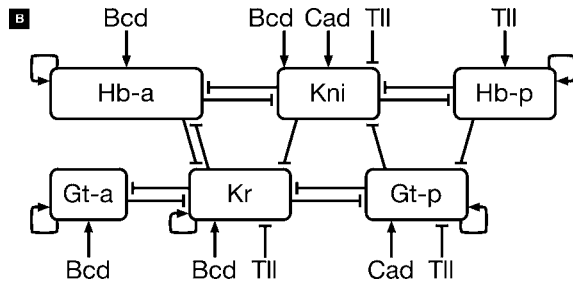 B
Bcd Bcd Cad Tll Tll
Hb-a Kni Hb-p
Gt-a Kr Gt-p
Bcd Bcd Tll Cad Tll